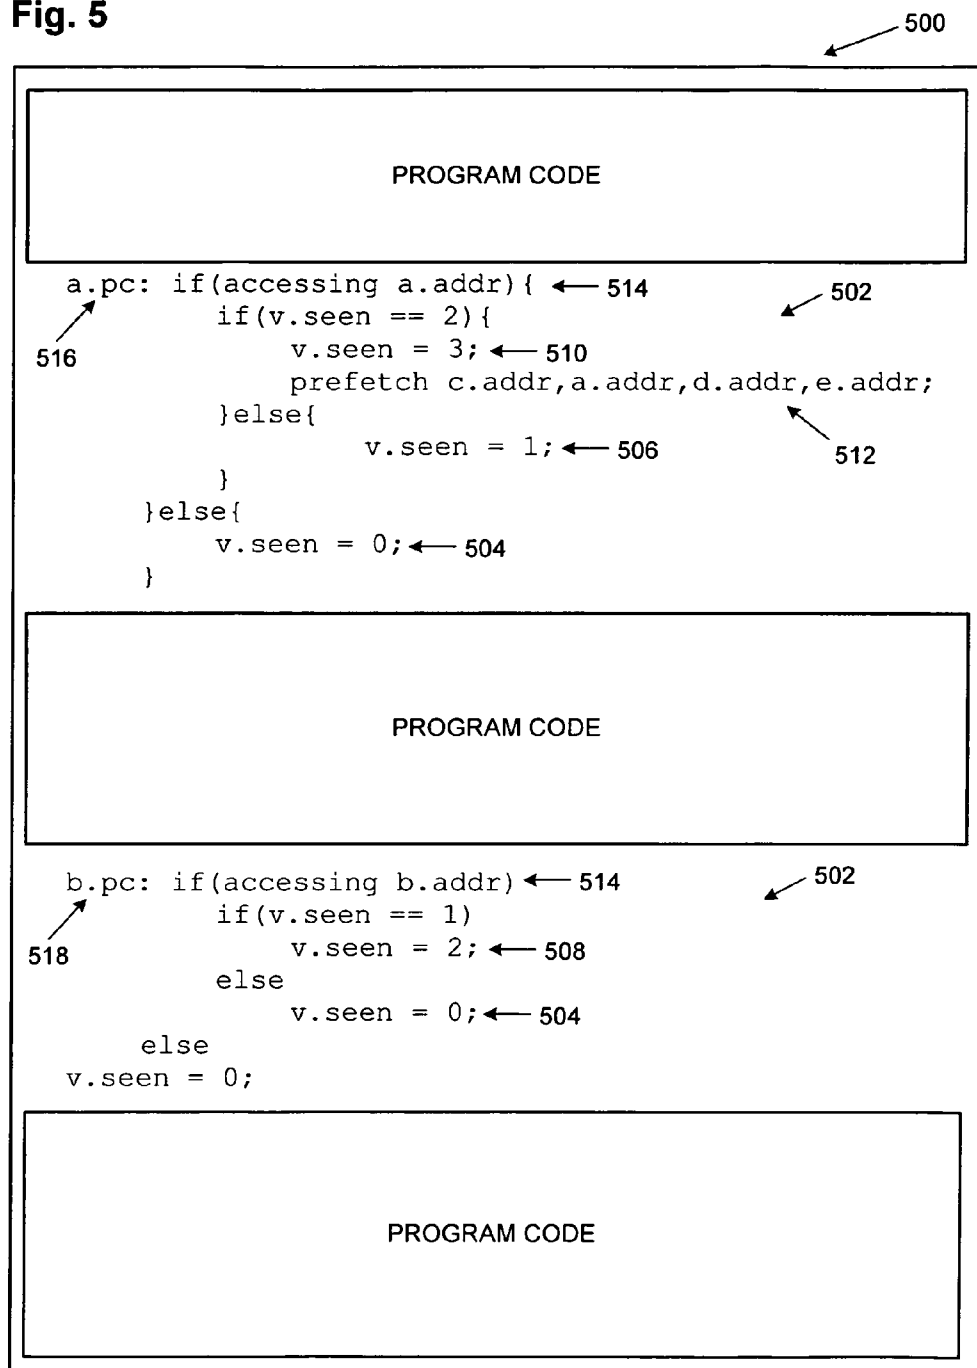 Fig. 5
500
PROGRAM CODE
a.pc: if(accessing a.addr){ 514
502
if(v.seen == 2){
516
v.seen = 3; 510
prefetch c.addr,a.addr,d.addr,e.addr;
}else{
512
v.seen = 1; 506
}
}else{
v.seen = 0; 504
}
PROGRAM CODE
b.pc: if(accessing b.addr) 514
502
if(v.seen == 1)
518
v.seen = 2; 508
else
v.seen = 0; 504
else
v.seen = 0;
PROGRAM CODE